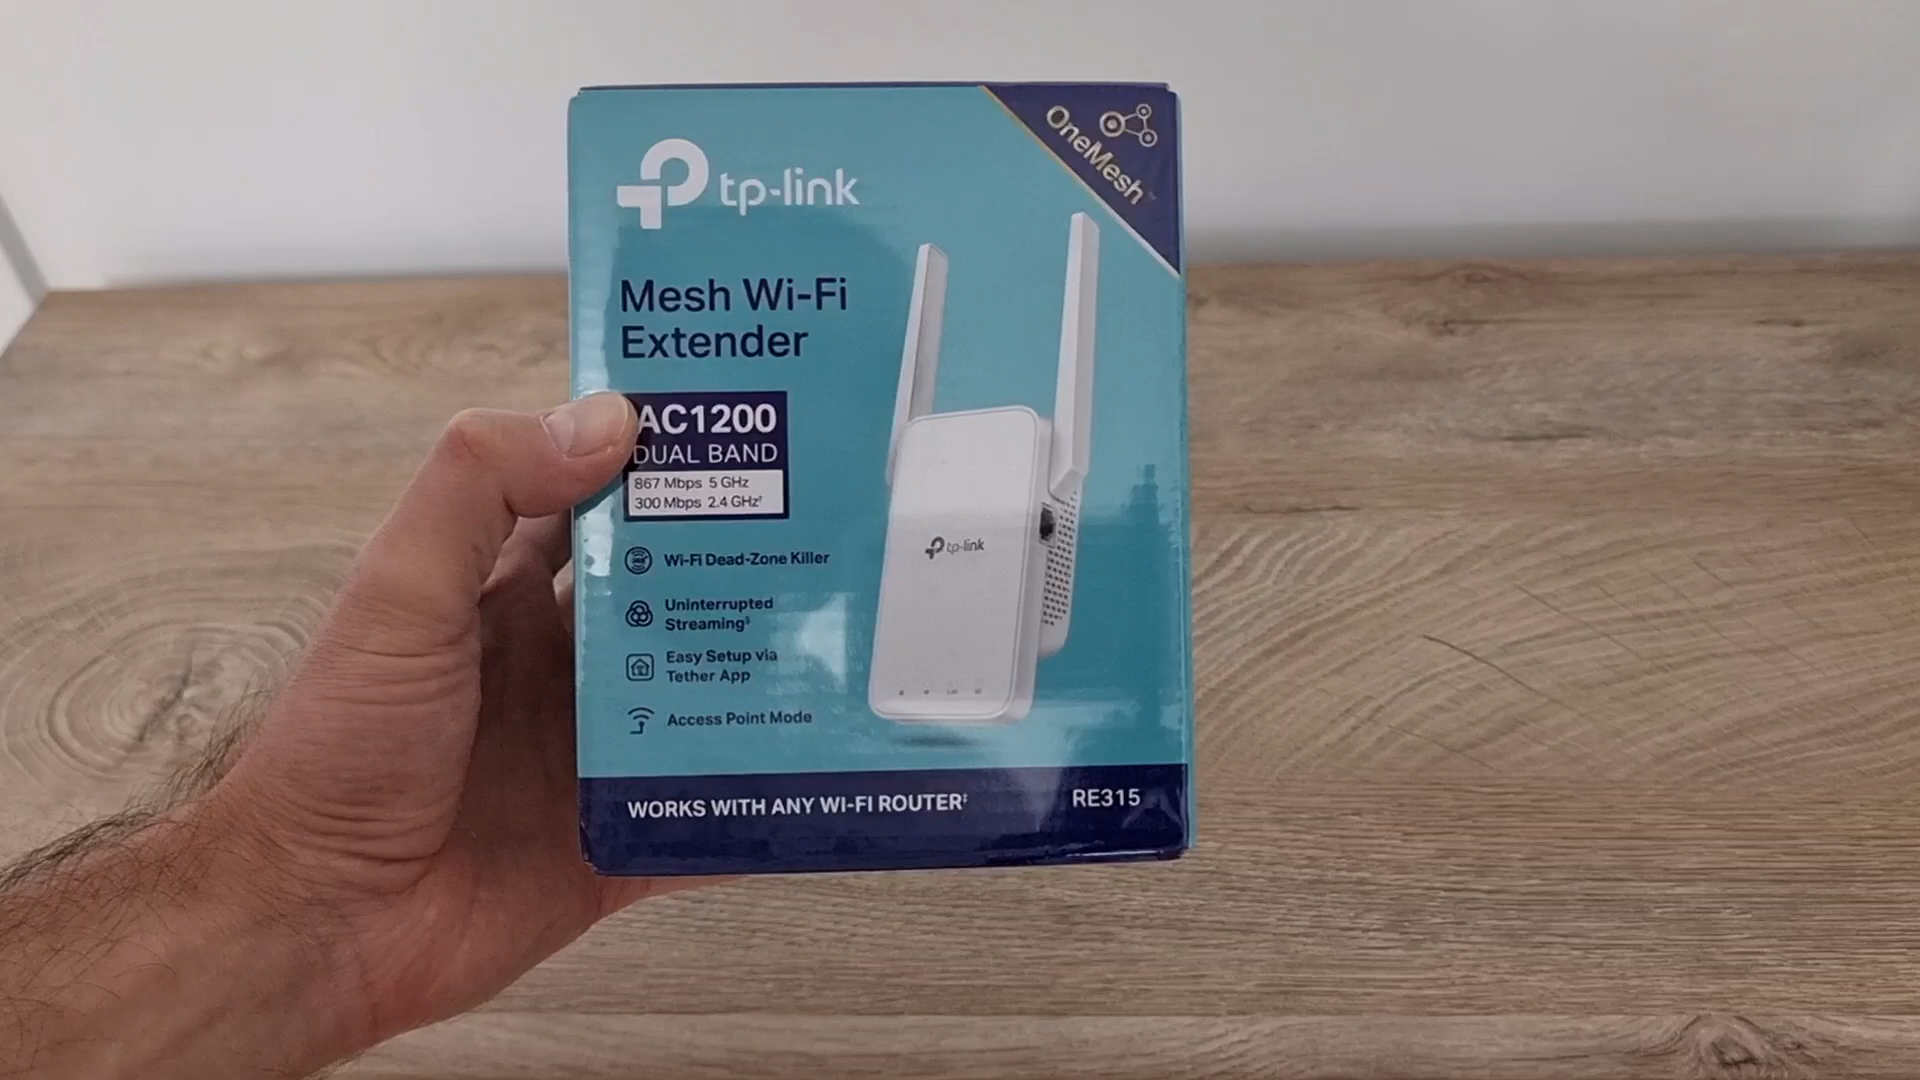 tp-link
OneMesh™
Mesh Wi-Fi
Extender
AC1200
DUAL BAND
867 Mbps 5 GHz
300 Mbps 2.4 GHz†
tp-link
Wi-Fi Dead-Zone Killer
Uninterrupted
Streaming§
Easy Setup via
Tether App
Access Point Mode
WORKS WITH ANY WI-FI ROUTER‡
RE315